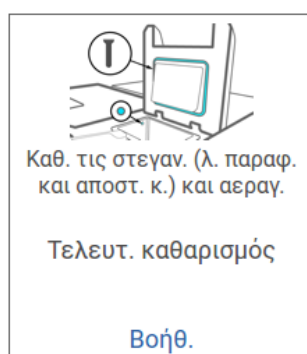 Καθ. τις στεγαν. (λ. παραφ.
και αποστ. κ.) και αεραγ.
Τελευτ. καθαρισμός
Βοήθ.